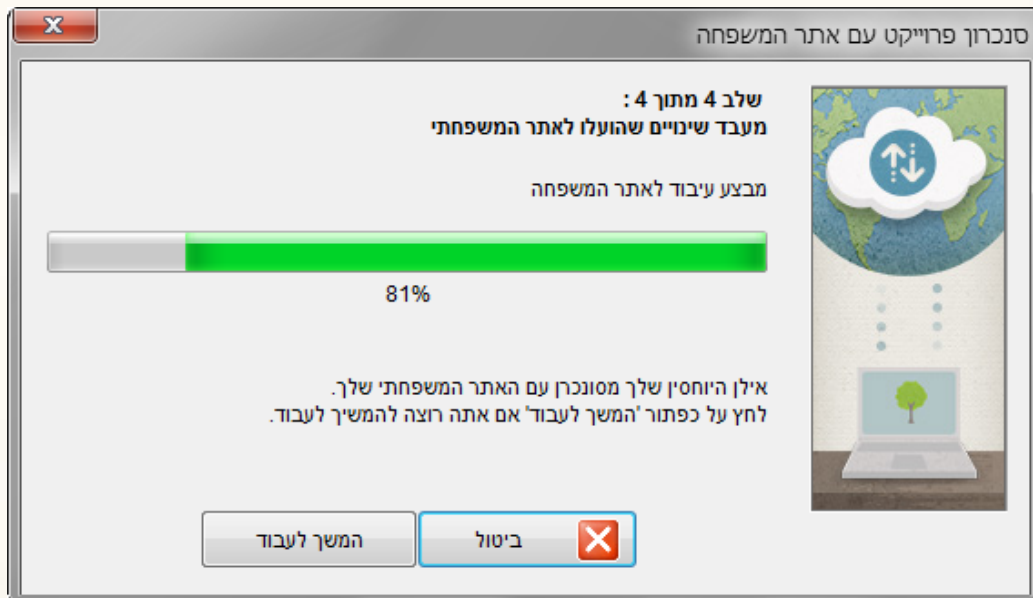 סנכרון פרוייקט עם אתר המשפחה
שלב 4 מתוך 4 :
מעבד שינויים שהועלו לאתר המשפחתי
מבצע עיבוד לאתר המשפחה
81%
אילן היוחסין שלך מסונכרן עם האתר המשפחתי שלך.
לחץ על כפתור 'המשך לעבוד' אם אתה רוצה להמשיך לעבוד.
ביטול
המשך לעבוד